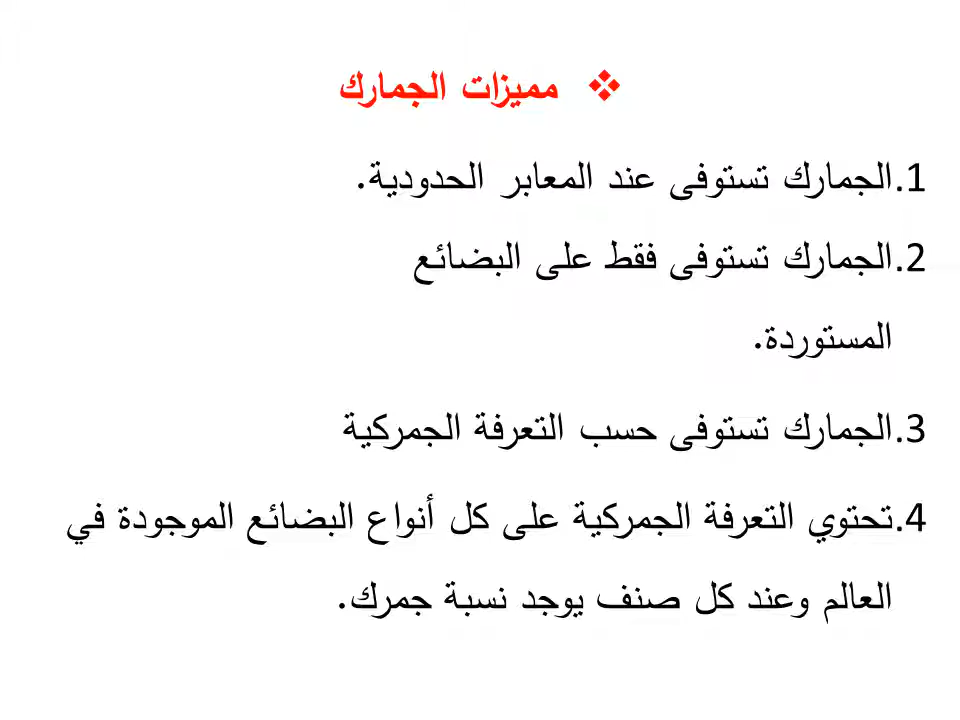 ❖ مميزات الجمارك
1.الجمارك تستوفى عند المعابر الحدودية.
2.الجمارك تستوفى فقط على البضائع
المستوردة.
3.الجمارك تستوفى حسب التعرفة الجمركية
4.تحتوي التعرفة الجمركية على كل أنواع البضائع الموجودة في
العالم وعند كل صنف يوجد نسبة جمرك.